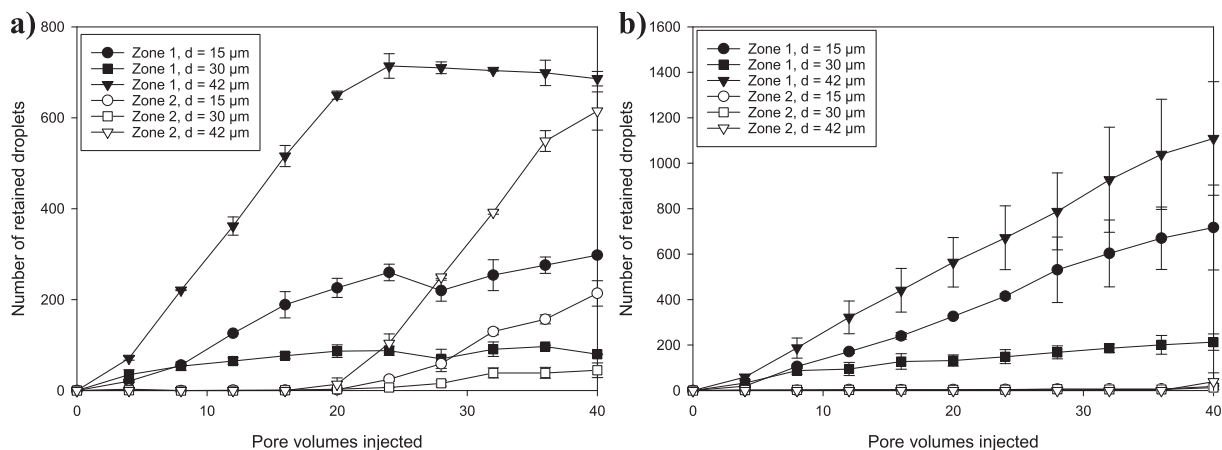 a)
Number of retained droplets
800
600
400
200
0
Zone 1, d = 15 µm
Zone 1, d = 30 µm
Zone 1, d = 42 µm
Zone 2, d = 15 µm
Zone 2, d = 30 µm
Zone 2, d = 42 µm
0 10 20 30 40
Pore volumes injected
b)
Number of retained droplets
1600
1400
1200
1000
800
600
400
200
0
Zone 1, d = 15 µm
Zone 1, d = 30 µm
Zone 1, d = 42 µm
Zone 2, d = 15 µm
Zone 2, d = 30 µm
Zone 2, d = 42 µm
0 10 20 30 40
Pore volumes injected